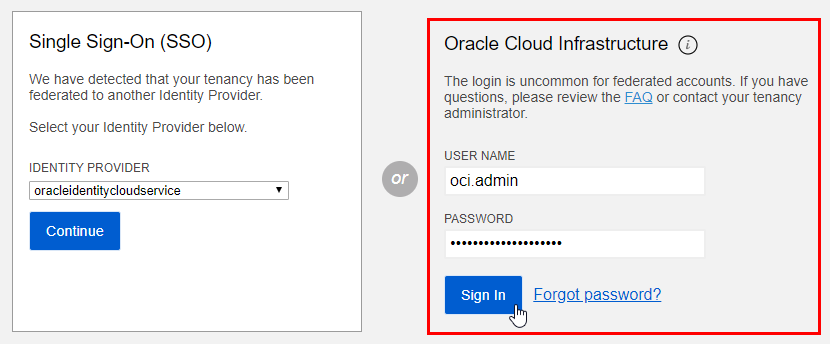 Single Sign-On (SSO)
We have detected that your tenancy has been
federated to another Identity Provider.
Select your Identity Provider below.
IDENTITY PROVIDER
oracleidentitycloudservice
Continue
or
Oracle Cloud Infrastructure
The login is uncommon for federated accounts. If you have
questions, please review the FAQ or contact your tenancy
administrator.
USER NAME
oci.admin
PASSWORD
••••••••••••••••••••
Sign In
Forgot password?